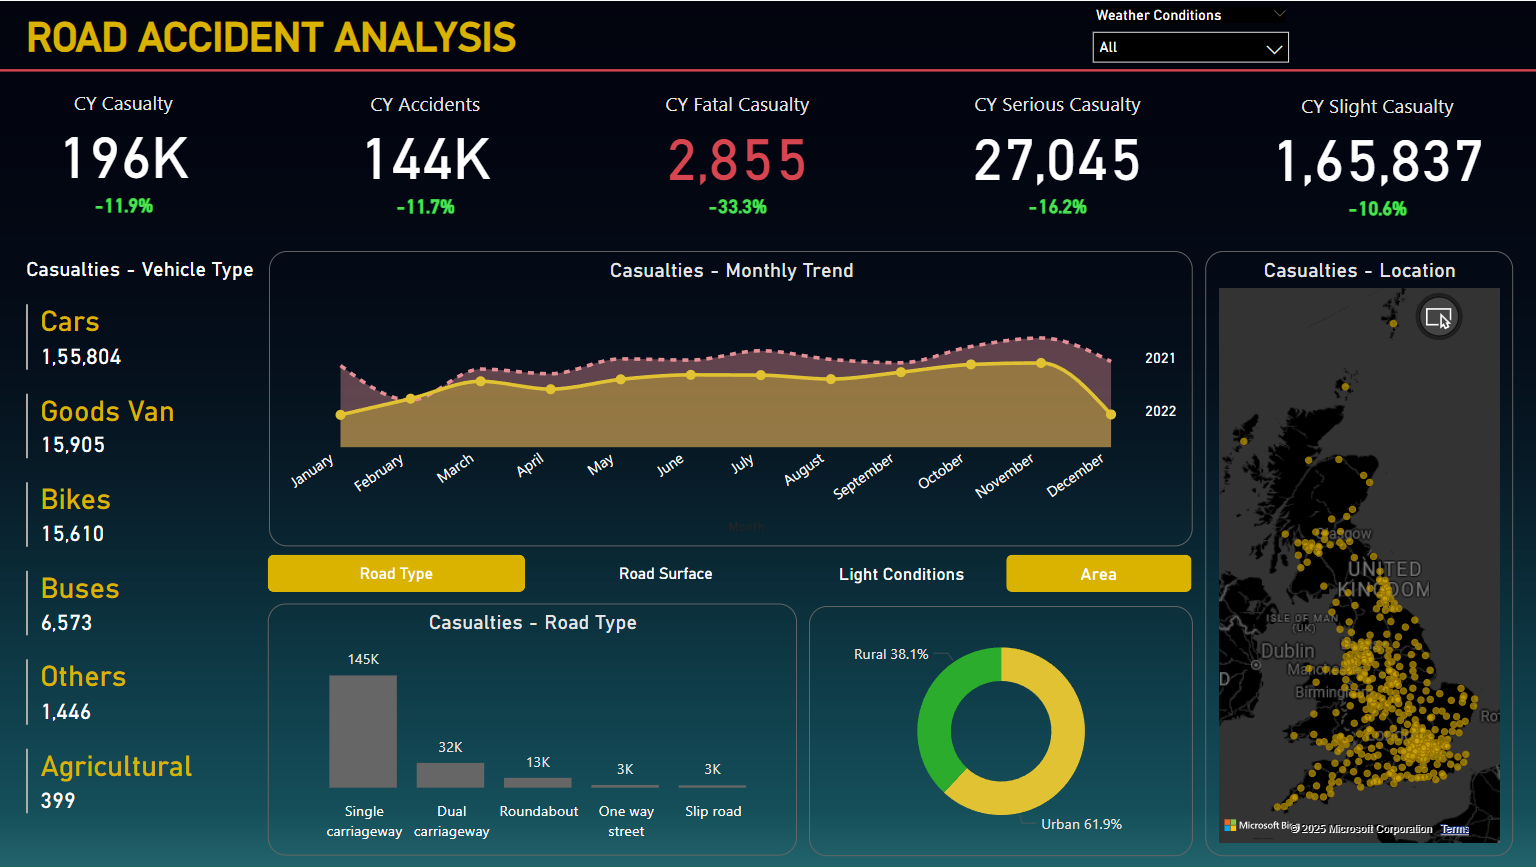 ROAD ACCIDENT ANALYSIS
Weather Conditions
All
CY Casualty
196K
-11.9%
CY Accidents
144K
-11.7%
CY Fatal Casualty
2,855
-33.3%
CY Serious Casualty
27,045
-16.2%
CY Slight Casualty
1,65,837
-10.6%
Casualties - Vehicle Type
Cars
1,55,804
Goods Van
15,905
Bikes
15,610
Buses
6,573
Others
1,446
Agricultural
399
Casualties - Monthly Trend
2021
2022
January
February
March
April
May
June
July
August
September
October
November
December
Month
Road Type
Road Surface
Light Conditions
Area
Casualties - Road Type
145K
32K
13K
3K
3K
Single
carriageway
Dual
carriageway
Roundabout
One way
street
Slip road
Rural 38.1%
Urban 61.9%
Casualties - Location
Glasgow
UNITED
KINGDOM
ISLE OF MAN
(UK)
Dublin
Manche
Birming
Rot
D
Microsoft Bi
© 2025 Microsoft Corporation
Terms